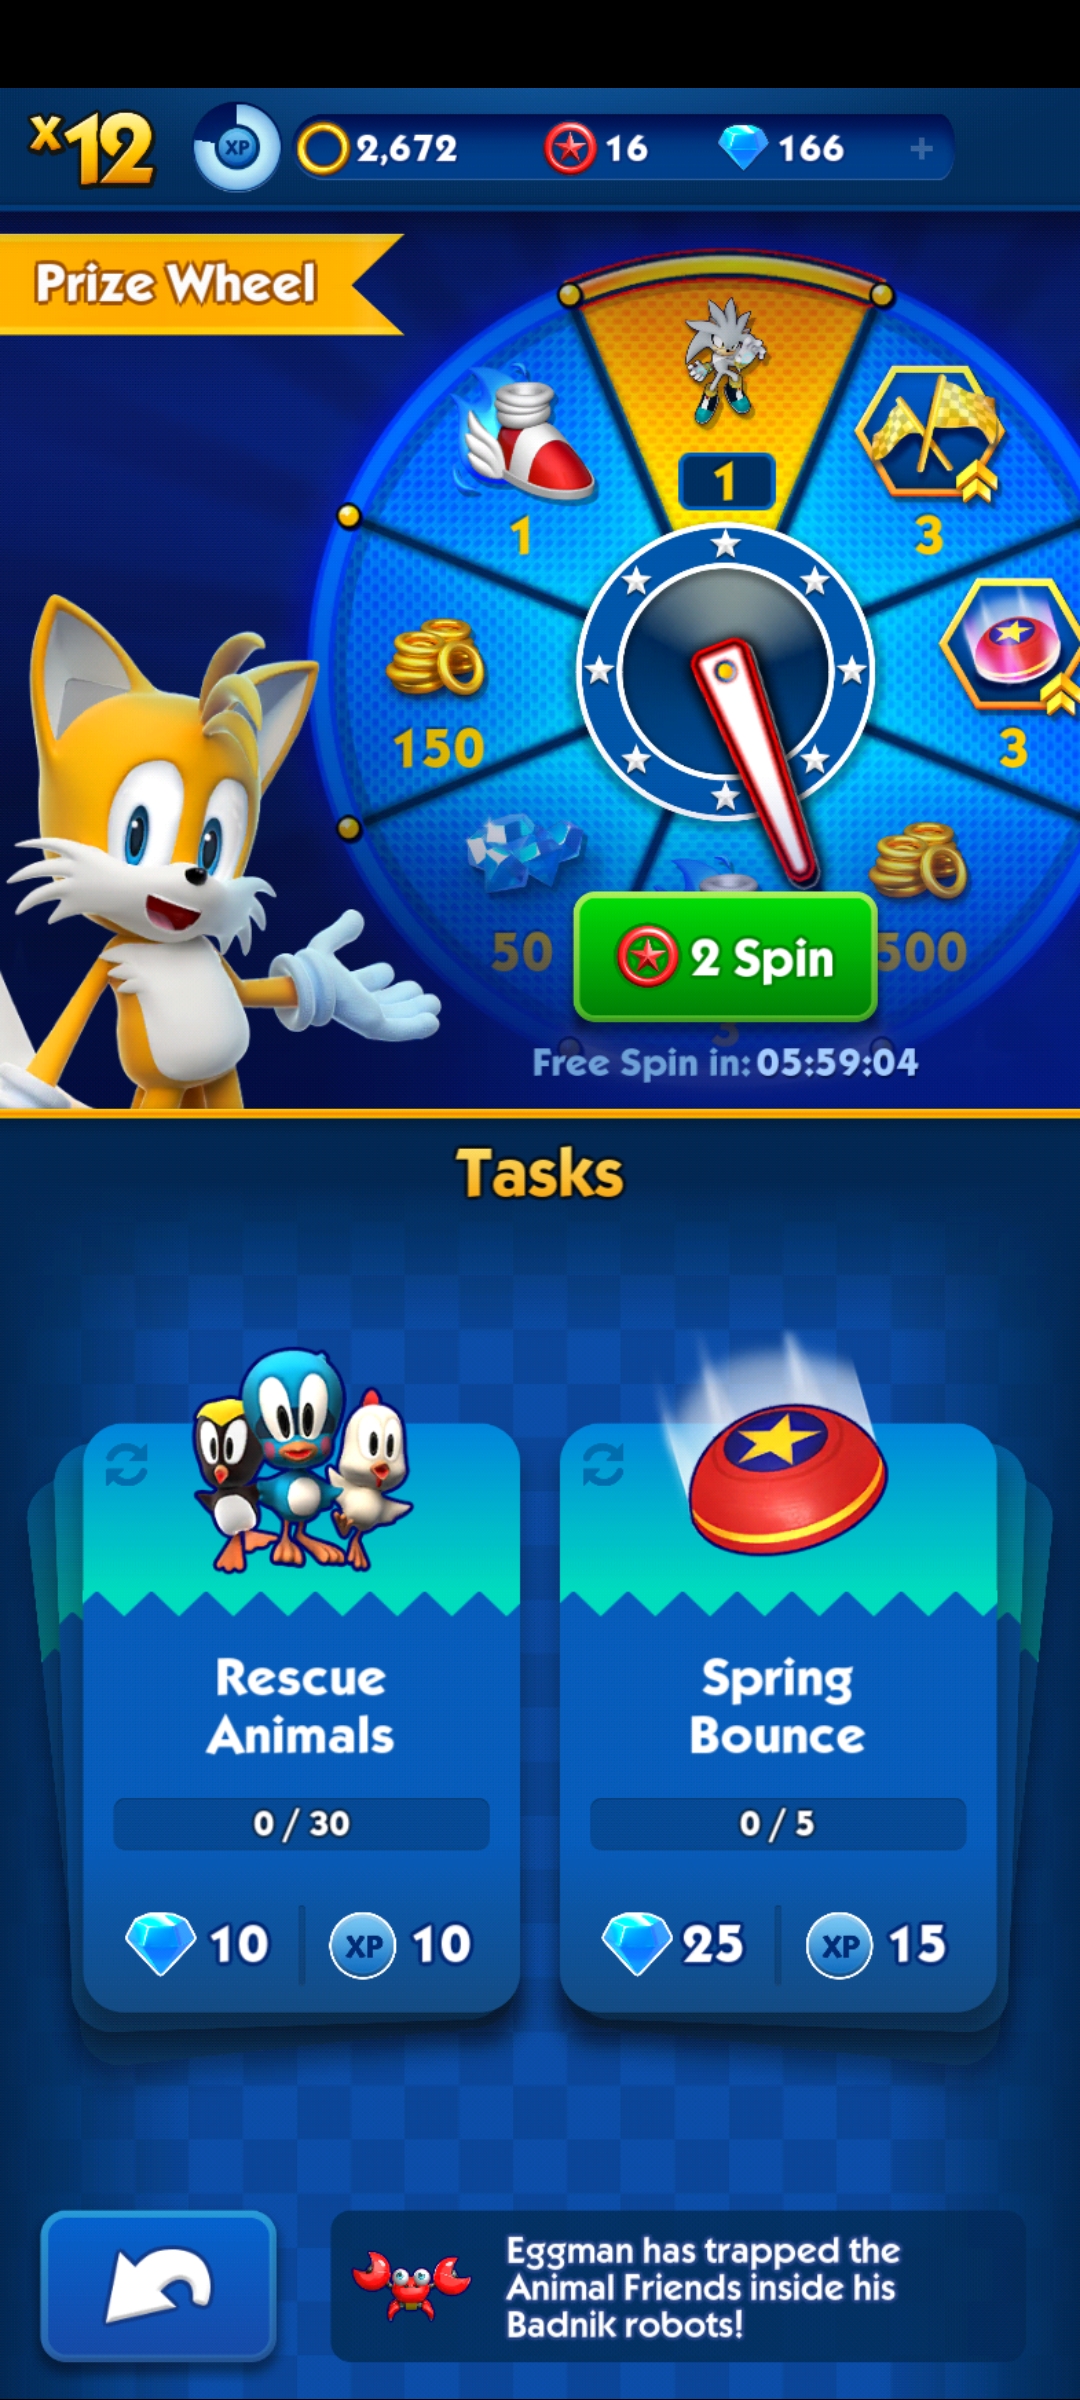 x12
XP
2,672
16
166
+
Prize Wheel
1
1
3
150
3
50
2 Spin
500
3
Free Spin in: 05:59:04
Tasks
Rescue
Animals
0 / 30
10
XP
10
Spring
Bounce
0 / 5
25
XP
15
Eggman has trapped the
Animal Friends inside his
Badnik robots!